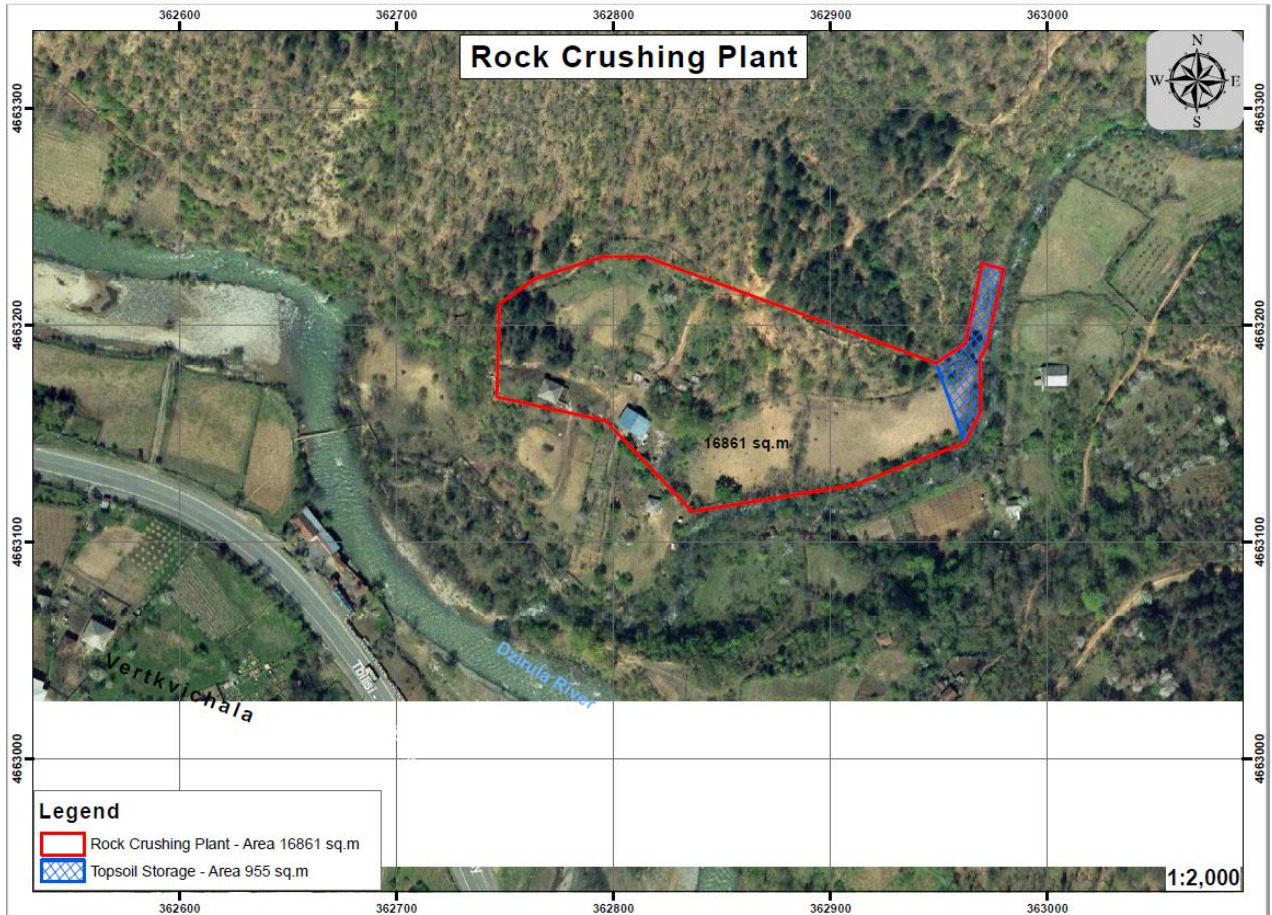 362600 362700 362800 362900 363000
Rock Crushing Plant
N
W E
S
4663300 4663300
4663200 4663200
16861 sq.m
4663100 4663100
Dzirula River
Vertkvichala
Tbilisi -
4663000 4663000
Legend
Rock Crushing Plant - Area 16861 sq.m
Topsoil Storage - Area 955 sq.m
1:2,000
362600 362700 362800 362900 363000